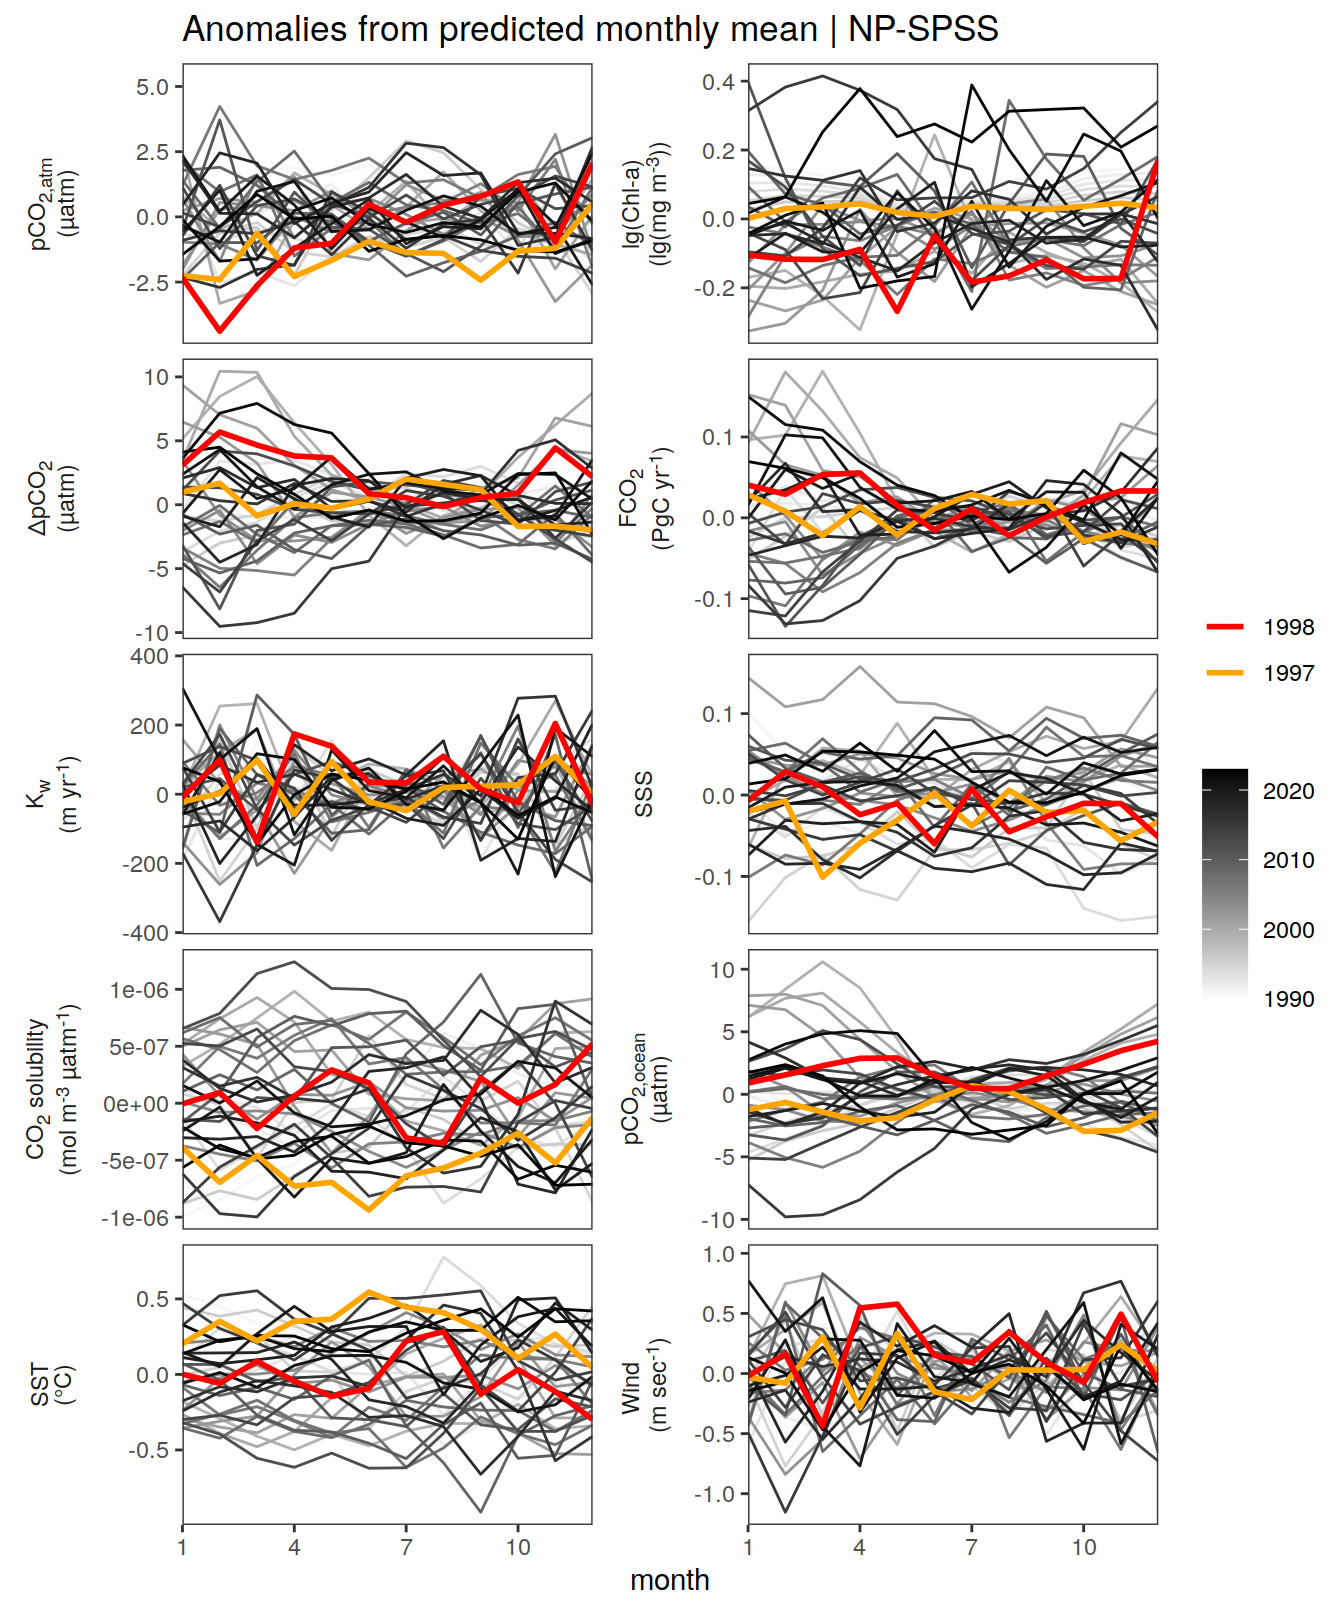 Anomalies from predicted monthly mean | NP-SPSS
pCO2,atm
(µatm)
5.0
2.5
0.0
-2.5
lg(Chl-a)
(lg(mg m-3))
0.4
0.2
0.0
-0.2
ΔpCO2
(µatm)
10
5
0
-5
-10
FCO2
(PgC yr-1)
0.1
0.0
-0.1
Kw
(m yr-1)
400
200
0
-200
-400
SSS
0.1
0.0
-0.1
CO2 solubility
(mol m-3 µatm-1)
1e-06
5e-07
0e+00
-5e-07
-1e-06
pCO2,ocean
(µatm)
10
5
0
-5
-10
SST
(°C)
0.5
0.0
-0.5
Wind
(m sec-1)
1.0
0.5
0.0
-0.5
-1.0
1 4 7 10
1 4 7 10
month
1998
1997
2020
2010
2000
1990